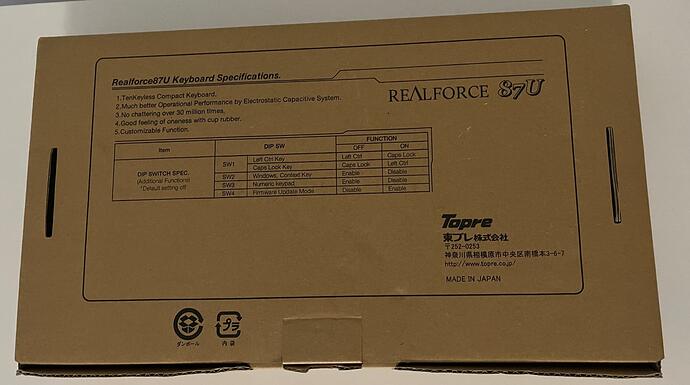 Realforce87U Keyboard Specifications.
1.TenKeyless Compact Keyboard.
2.Much better Operational Performance by Electrostatic Capacitive System.
3.No chattering over 30 million times.
4.Good feeling of oneness with cup rubber.
5.Customizable Function.
REALFORCE 87U
Item DIP SW FUNCTION
OFF ON
DIP SWITCH SPEC.
(Additional Functions)
*Default setting off
SW1 Left Ctrl Key Left Ctrl Caps Lock
Caps Lock Key Caps Lock Left Ctrl
SW2 Windows, Context Key Enable Disable
SW3 Numeric keypad Enable Disable
SW4 Firmware Update Mode Disable Enable
Topre
東プレ株式会社
〒252-0253
神奈川県相模原市中央区南橋本3-6-7
http://www.topre.co.jp/
MADE IN JAPAN
ダンボール
プラ
内袋